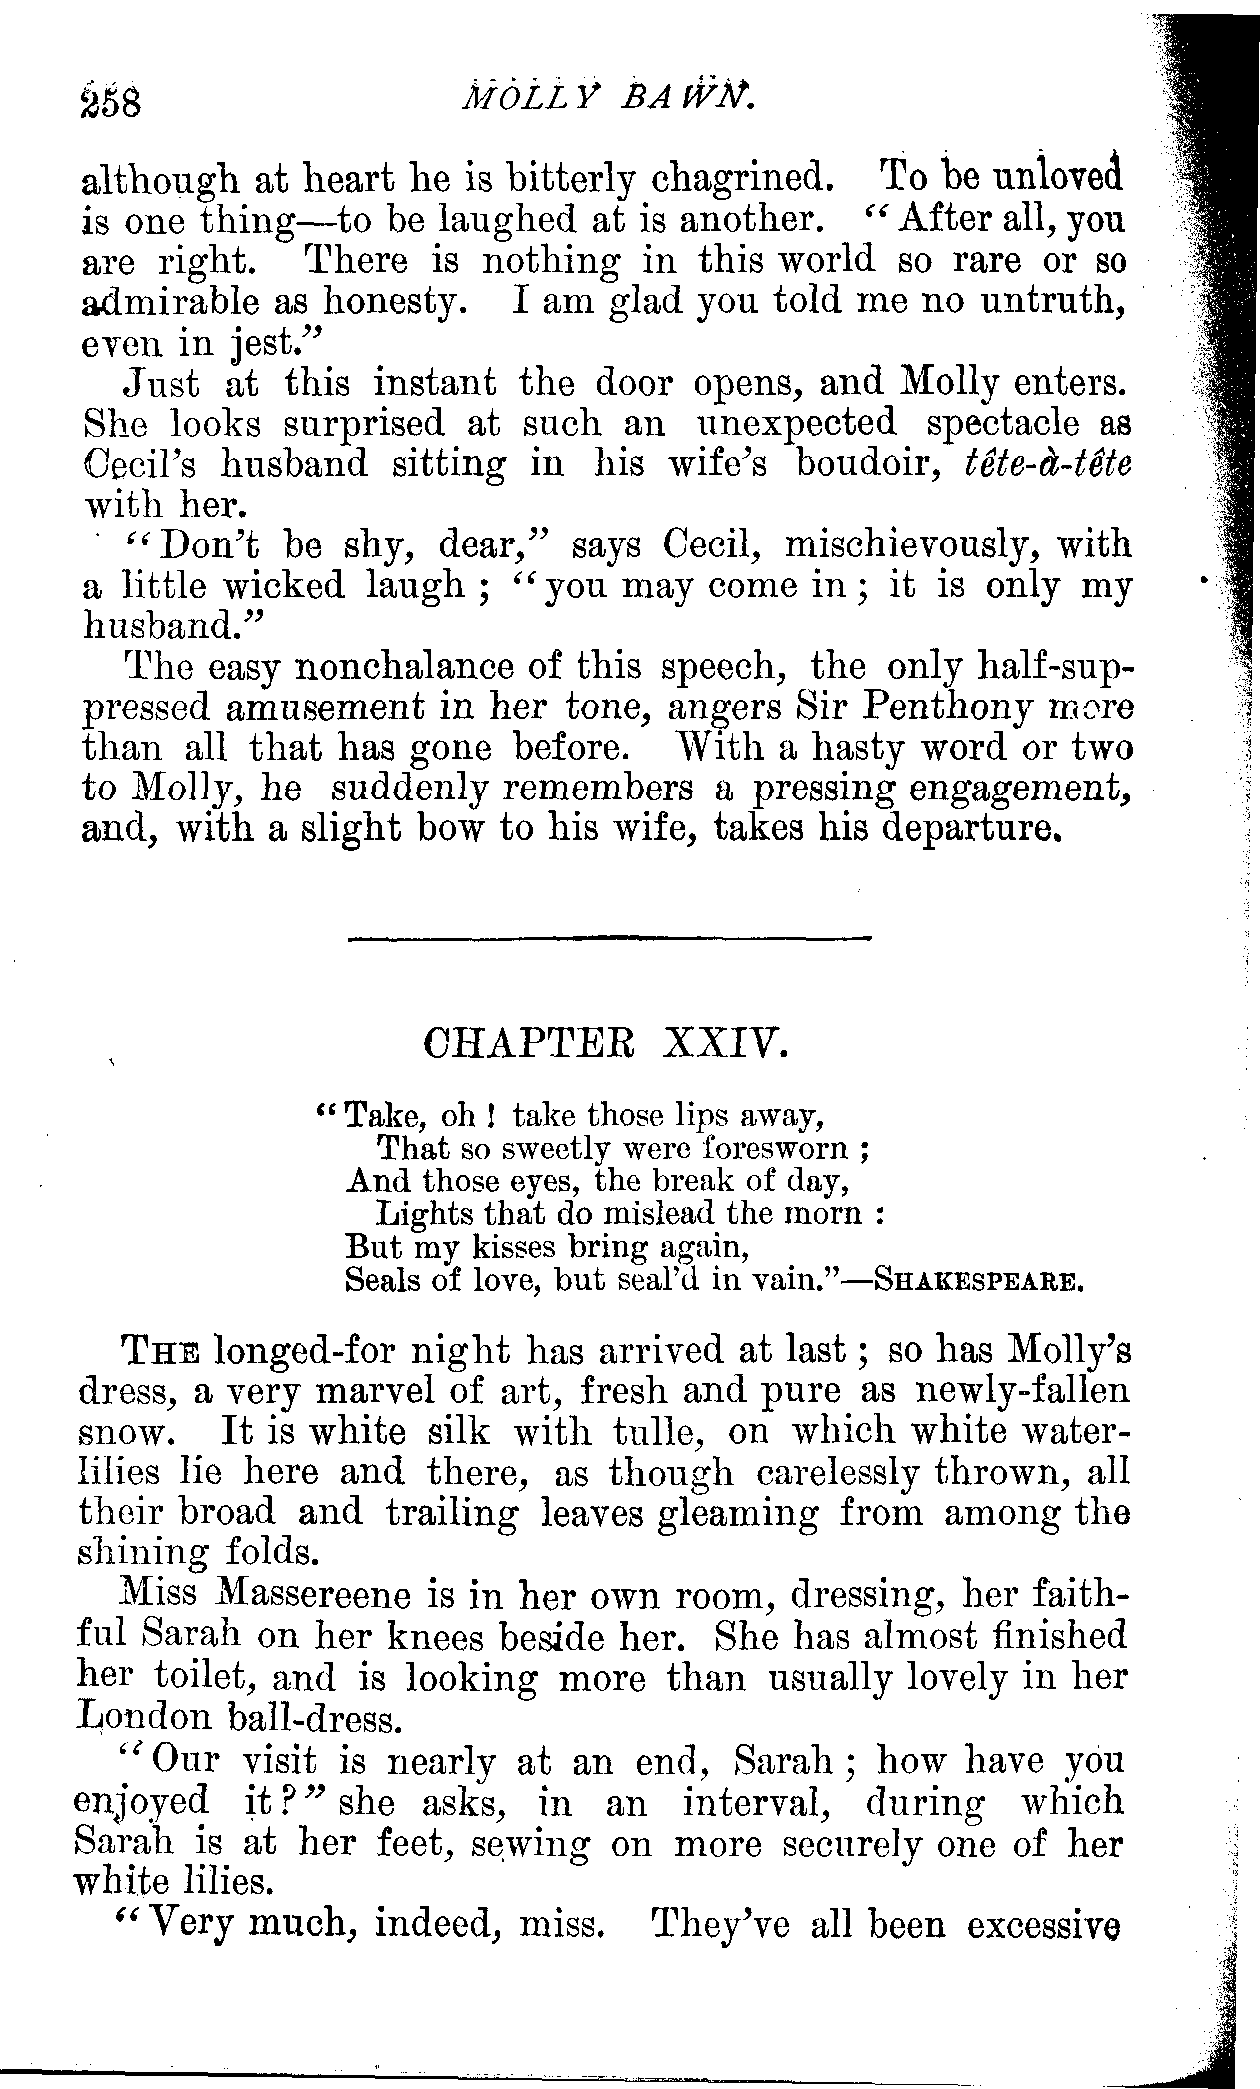 258 MOLLY BAWN.
although at heart he is bitterly chagrined. To be unloved
is one thing—to be laughed at is another. “After all, you
are right. There is nothing in this world so rare or so
admirable as honesty. I am glad you told me no untruth,
even in jest.”
Just at this instant the door opens, and Molly enters.
She looks surprised at such an unexpected spectacle as
Cecil’s husband sitting in his wife’s boudoir, tête-à-tête
with her.
“Don’t be shy, dear,” says Cecil, mischievously, with
a little wicked laugh ; “you may come in ; it is only my
husband.”
The easy nonchalance of this speech, the only half-sup-
pressed amusement in her tone, angers Sir Penthony more
than all that has gone before. With a hasty word or two
to Molly, he suddenly remembers a pressing engagement,
and, with a slight bow to his wife, takes his departure.
CHAPTER XXIV.
“Take, oh ! take those lips away,
That so sweetly were foresworn ;
And those eyes, the break of day,
Lights that do mislead the morn :
But my kisses bring again,
Seals of love, but seal’d in vain.”—SHAKESPEARE.
THE longed-for night has arrived at last ; so has Molly’s
dress, a very marvel of art, fresh and pure as newly-fallen
snow. It is white silk with tulle, on which white water-
lilies lie here and there, as though carelessly thrown, all
their broad and trailing leaves gleaming from among the
shining folds.
Miss Massereene is in her own room, dressing, her faith-
ful Sarah on her knees beside her. She has almost finished
her toilet, and is looking more than usually lovely in her
London ball-dress.
“Our visit is nearly at an end, Sarah ; how have you
enjoyed it?” she asks, in an interval, during which
Sarah is at her feet, sewing on more securely one of her
white lilies.
“Very much, indeed, miss. They’ve all been excessive